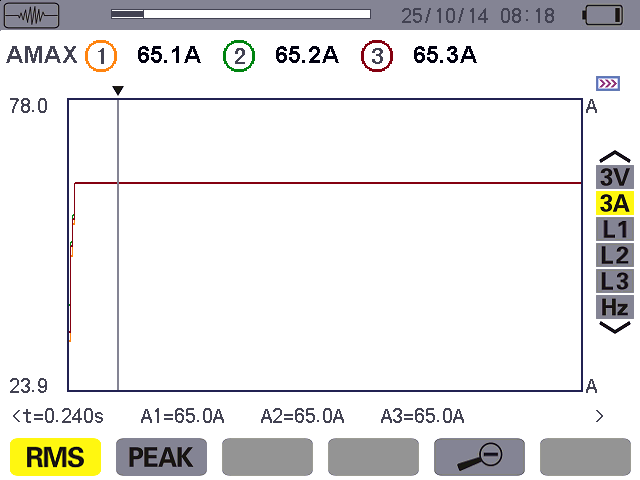 25/10/14 08:18
AMAX 1 65.1A 2 65.2A 3 65.3A
>>>
78.0 A
3V
3A
L1
L2
L3
Hz
23.9 A
<t=0.240s A1=65.0A A2=65.0A A3=65.0A >
RMS PEAK